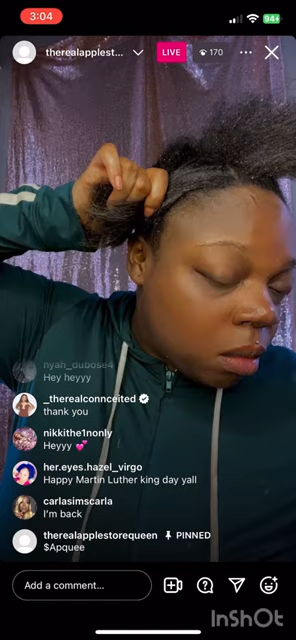 3:04
94+
therealapplest...
LIVE
170
nyah_dubose4
Hey heyyy
_therealconnceited
thank you
nikkithe1nonly
Heyyy 💕
her.eyes.hazel_virgo
Happy Martin Luther king day yall
carlasimscarla
I'm back
therealapplestorequeen PINNED
$Apquee
Add a comment...
InShOt